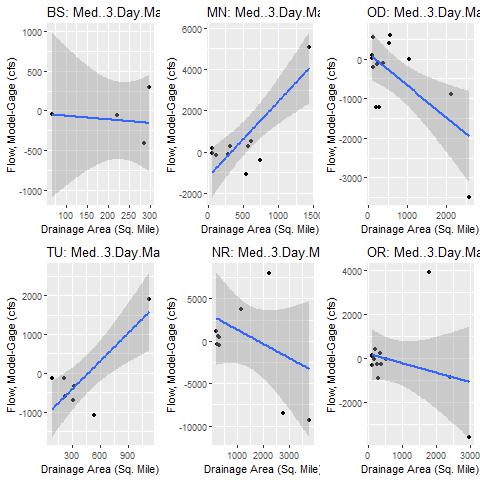 BS: Med..3.Day.Ma
MN: Med..3.Day.Ma
OD: Med..3.Day.Ma
Flow, Model-Gage (cfs)
1000
500
0
-500
-1000
100
150
200
250
300
Drainage Area (Sq. Mile)
Flow, Model-Gage (cfs)
6000
4000
2000
0
-2000
0
500
1000
1500
Drainage Area (Sq. Mile)
Flow, Model-Gage (cfs)
0
-1000
-2000
-3000
0
1000
2000
Drainage Area (Sq. Mile)
TU: Med..3.Day.Ma
NR: Med..3.Day.M
OR: Med..3.Day.Ma
Flow, Model-Gage (cfs)
2000
1000
0
-1000
300
600
900
Drainage Area (Sq. Mile)
Flow, Model-Gage (cfs)
5000
0
-5000
-10000
0
1000
2000
3000
Drainage Area (Sq. Mile)
Flow, Model-Gage (cfs)
4000
2000
0
-2000
0
1000
2000
3000
Drainage Area (Sq. Mile)